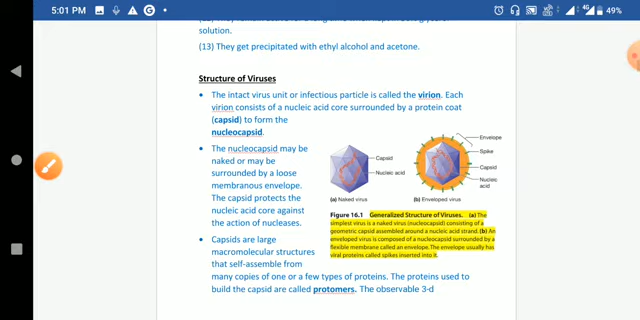 5:01 PM
4G
49%
solution.
(13) They get precipitated with ethyl alcohol and acetone.
Structure of Viruses
• The intact virus unit or infectious particle is called the virion. Each
virion consists of a nucleic acid core surrounded by a protein coat
(capsid) to form the
nucleocapsid.
• The nucleocapsid may be
naked or may be
surrounded by a loose
membranous envelope.
The capsid protects the
nucleic acid core against
the action of nucleases.
• Capsids are large
macromolecular structures
that self-assemble from
many copies of one or a few types of proteins. The proteins used to
build the capsid are called protomers. The observable 3-d
Capsid
Nucleic acid
(a) Naked virus
Envelope
Spike
Capsid
Nucleic
acid
(b) Enveloped virus
Figure 16.1 Generalized Structure of Viruses. (a) The
simplest virus is a naked virus (nucleocapsid) consisting of a
geometric capsid assembled around a nucleic acid strand. (b) An
enveloped virus is composed of a nucleocapsid surrounded by a
flexible membrane called an envelope. The envelope usually has
viral proteins called spikes inserted into it.